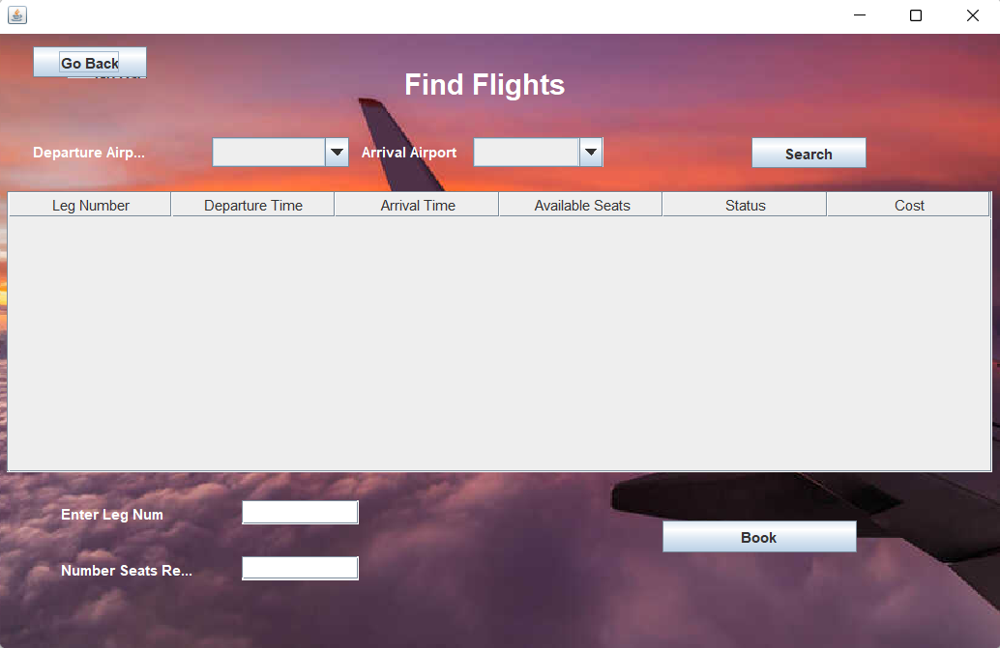 Go Back
Find Flights
Departure Airp...
Arrival Airport
Search
Leg Number
Departure Time
Arrival Time
Available Seats
Status
Cost
Enter Leg Num
Book
Number Seats Re...